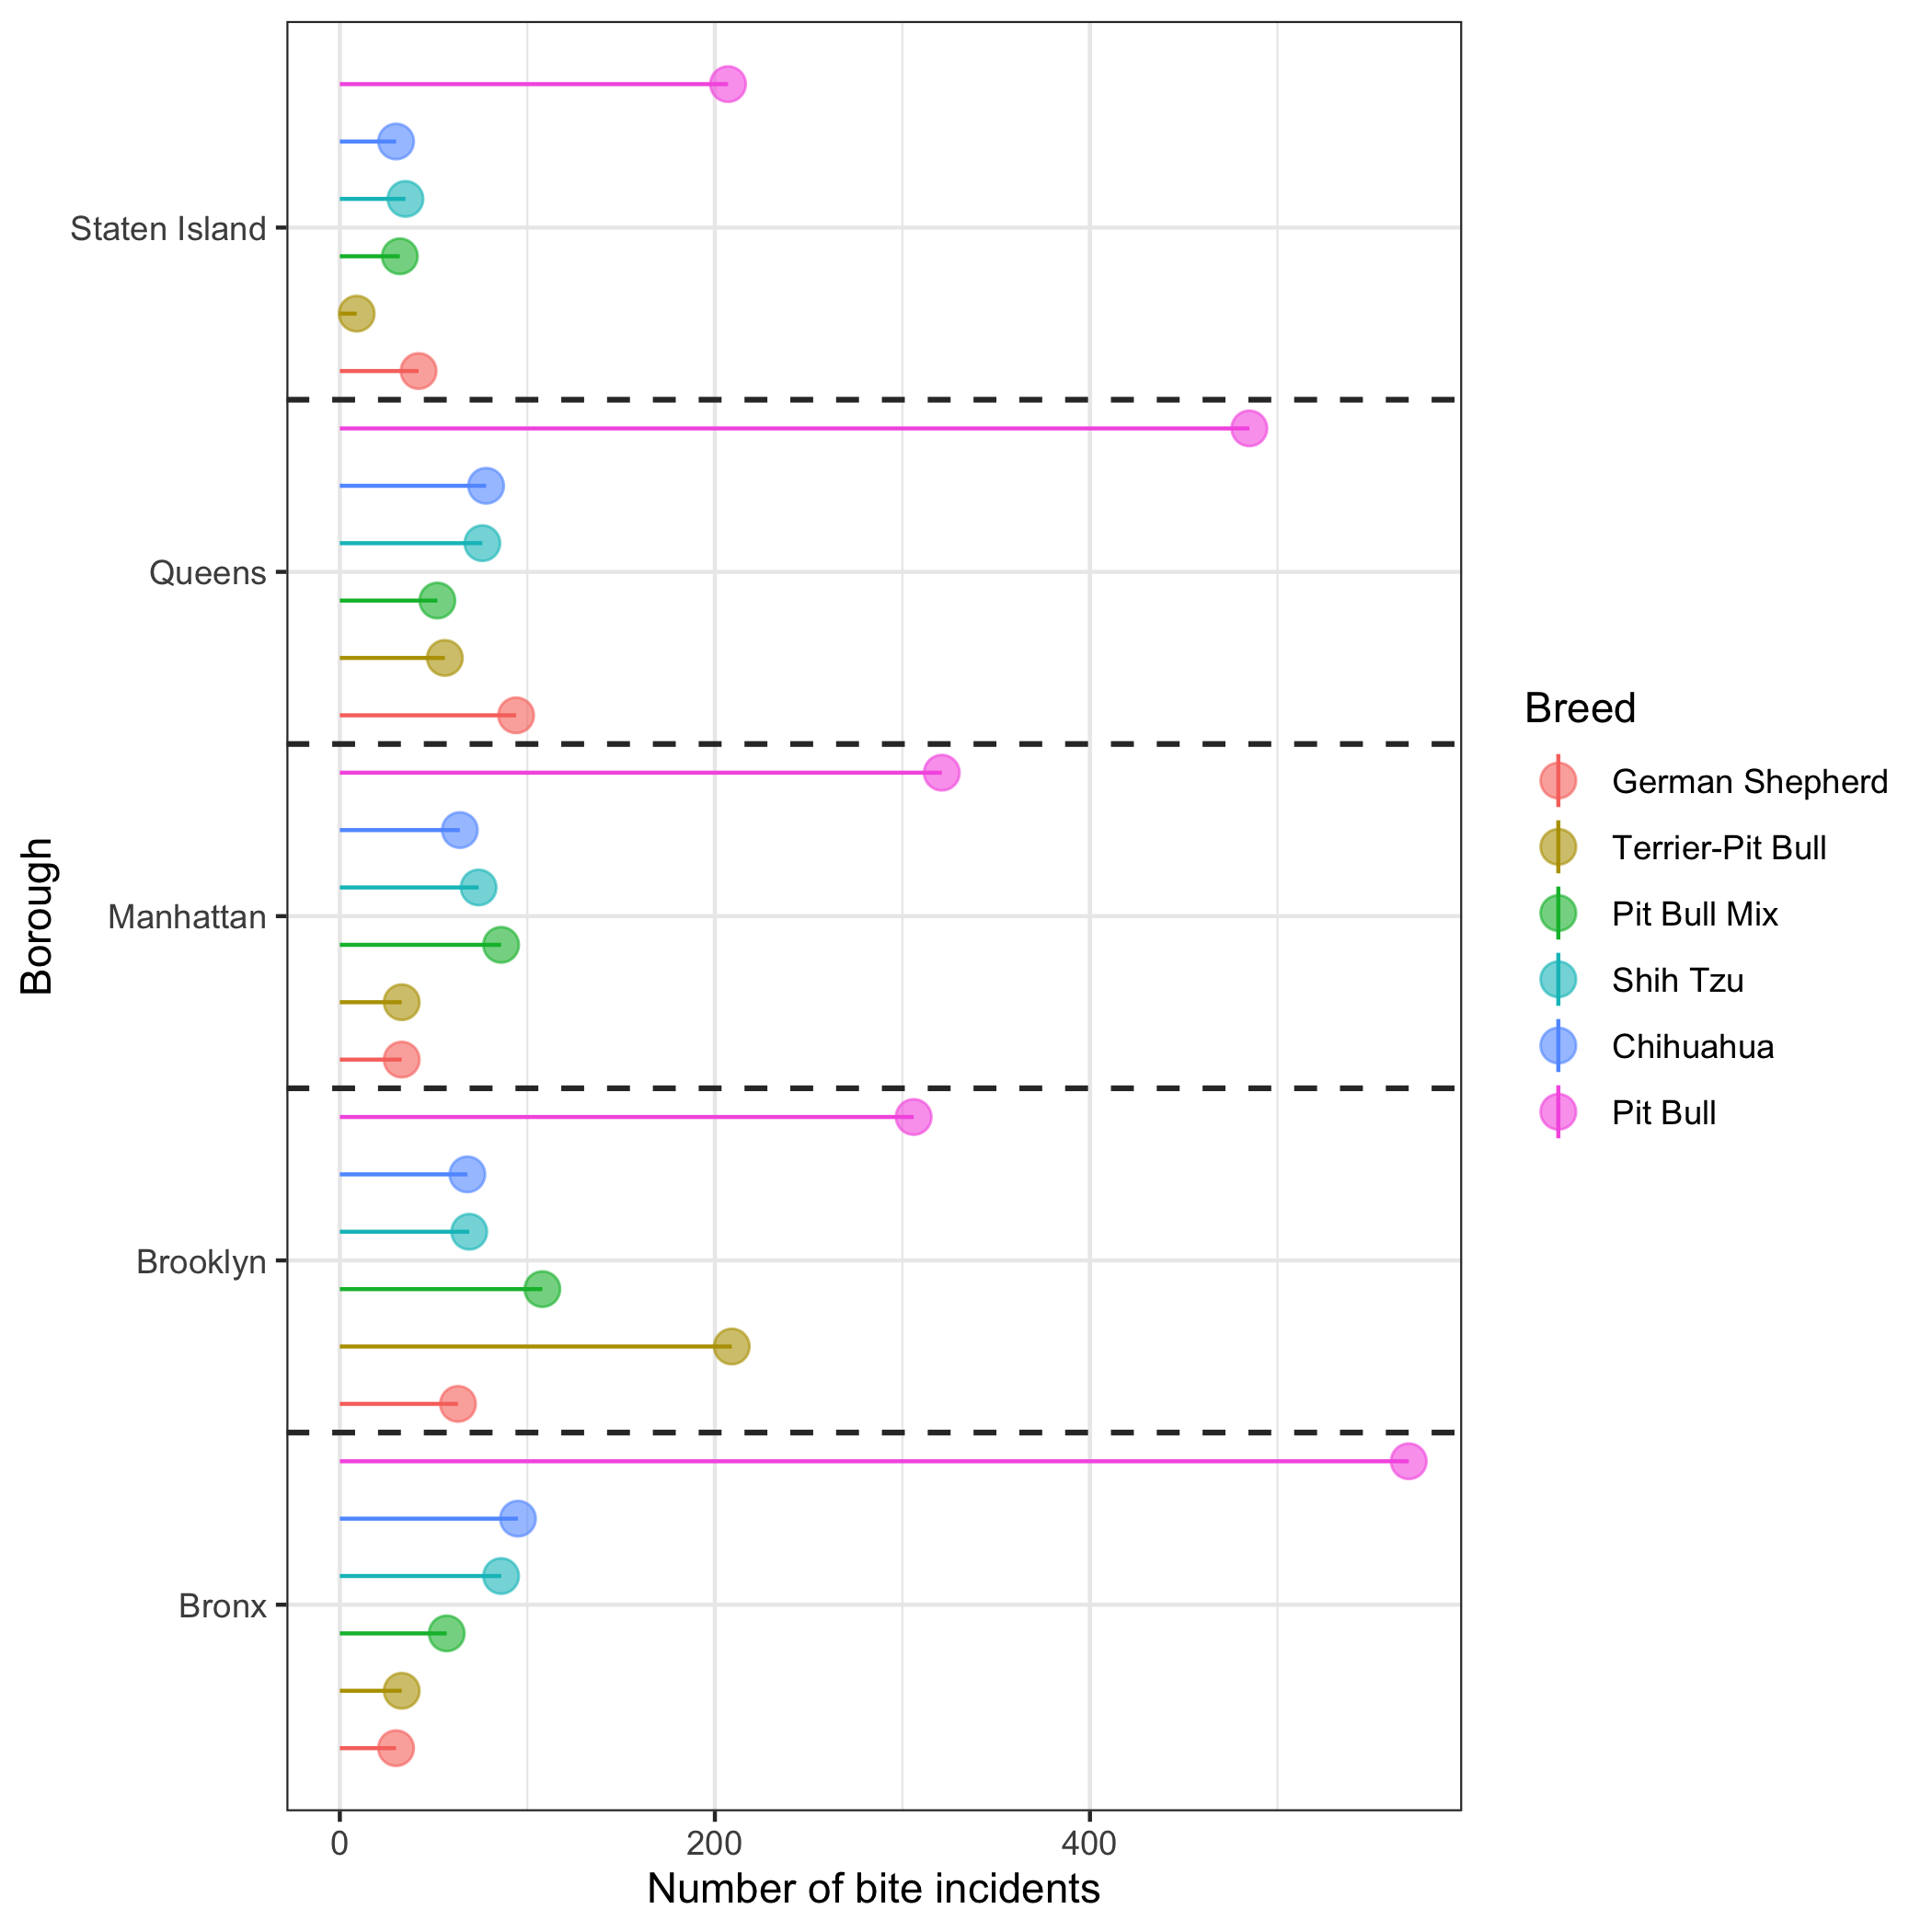 Staten Island
Queens
Manhattan
Brooklyn
Bronx
Borough
0
200
400
Number of bite incidents
Breed
German Shepherd
Terrier-Pit Bull
Pit Bull Mix
Shih Tzu
Chihuahua
Pit Bull